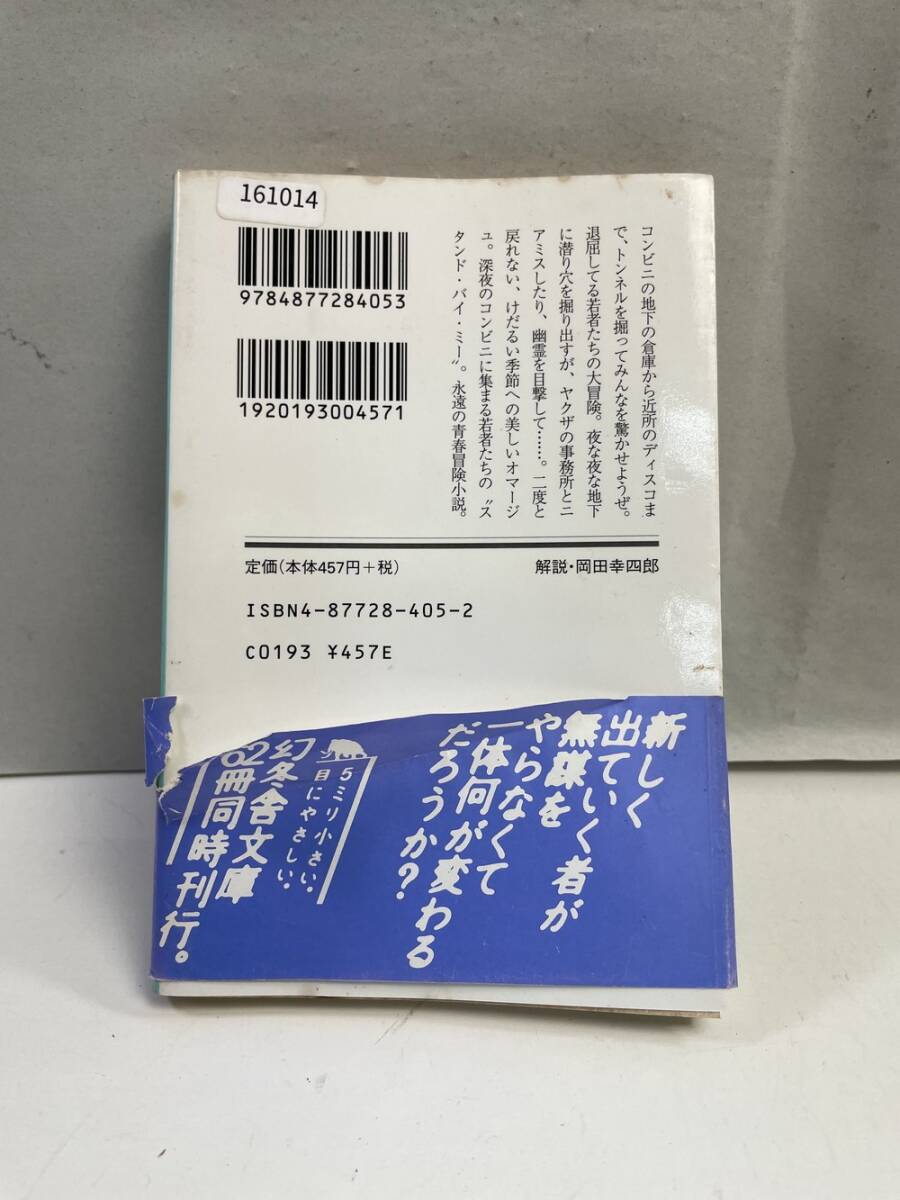 161014
9784877284053
1920193004571
コンビニの地下の倉庫から近所のディスコま
で、トンネルを掘ってみんなを驚かせようぜ。
退屈してる若者たちの大冒険。夜な夜な地下
に潜り穴を掘り出すが、ヤクザの事務所とニ
アミスしたり、幽霊を目撃して……。二度と
戻れない、けだるい季節への美しいオマージ
ュ。深夜のコンビニに集まる若者たちの〝ス
タンド・バイ・ミー〟。永遠の青春冒険小説。
定価(本体457円+税)
解説・岡田幸四郎
ISBN4-87728-405-2
C0193 ¥457E
新しく
出ていく者が
無謀を
やらなくて
一体何が変わる
だろうか?
5ミリ小さい。
目にやさしい。
幻冬舎文庫
62冊同時刊行。